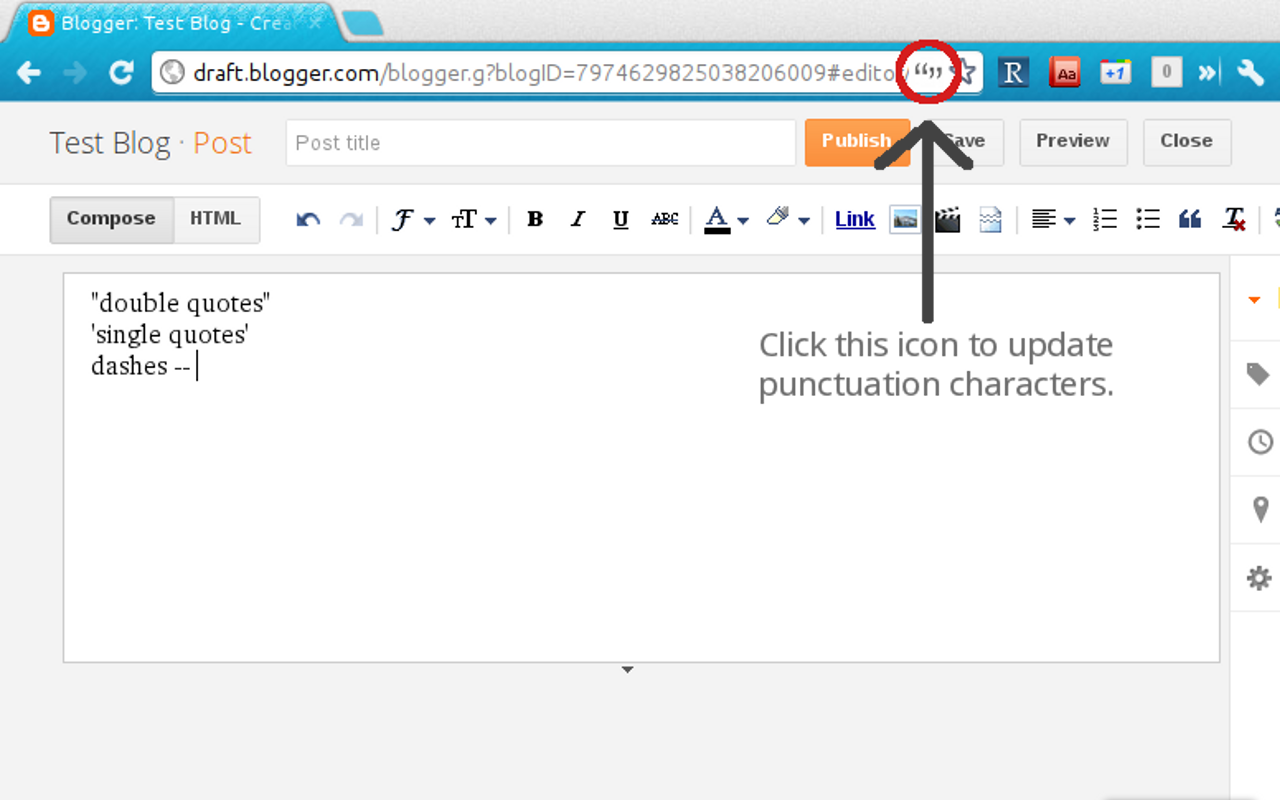 Blogger: Test Blog - Crea
draft.blogger.com/blogger.g?blogID=7974629825038206009#edito
“” R Aa +1 0 »
Test Blog · Post Post title Publish Save Preview Close
Compose HTML F TT B I U ABC A Link
"double quotes"
'single quotes'
dashes --
Click this icon to update
punctuation characters.